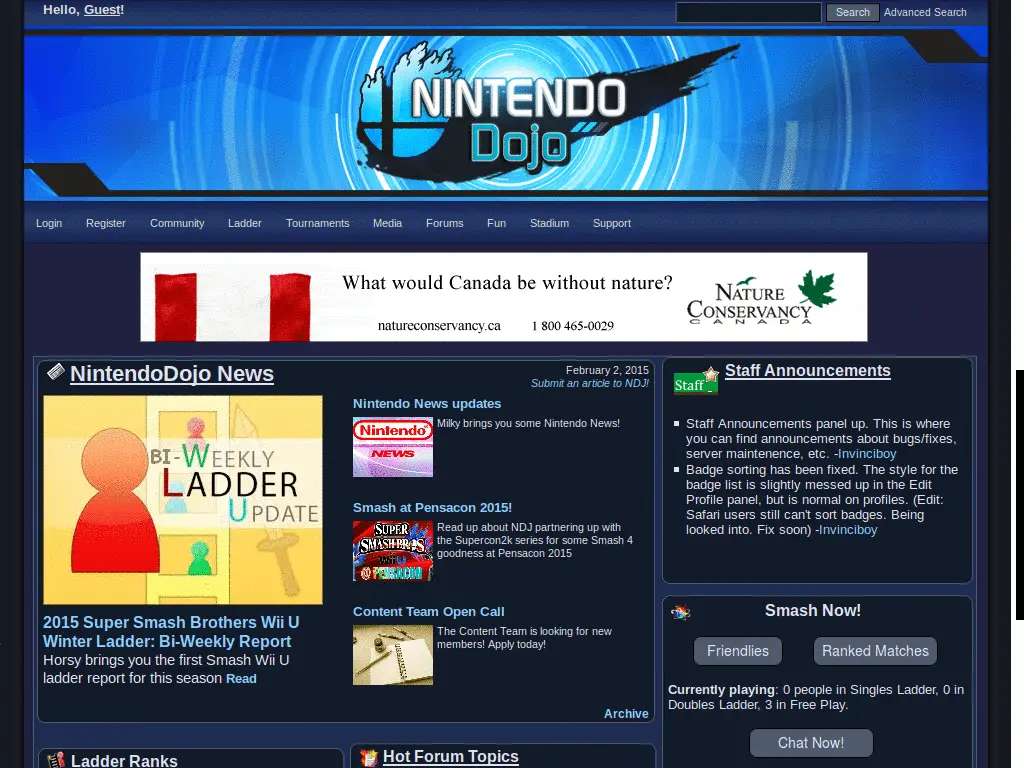 Hello, Guest!
Search
Advanced Search
NINTENDO
Dojo
Login
Register
Community
Ladder
Tournaments
Media
Forums
Fun
Stadium
Support
What would Canada be without nature?
natureconservancy.ca
1 800 465-0029
NATURE
CONSERVANCY
CANADA
NintendoDojo News
February 2, 2015
Submit an article to NDJ!
BI-WEEKLY
LADDER
UPDATE
2015 Super Smash Brothers Wii U
Winter Ladder: Bi-Weekly Report
Horsy brings you the first Smash Wii U
ladder report for this season Read
Nintendo News updates
Nintendo
NEWS
Milky brings you some Nintendo News!
Smash at Pensacon 2015!
SUPER
SMASH BROS
Wii U
@ PENSACON
Read up about NDJ partnering up with
the Supercon2k series for some Smash 4
goodness at Pensacon 2015
Content Team Open Call
The Content Team is looking for new
members! Apply today!
Archive
Staff
Staff Announcements
Staff Announcements panel up. This is where
you can find announcements about bugs/fixes,
server maintenence, etc. -Invinciboy
Badge sorting has been fixed. The style for the
badge list is slightly messed up in the Edit
Profile panel, but is normal on profiles. (Edit:
Safari users still can't sort badges. Being
looked into. Fix soon) -Invinciboy
Smash Now!
Friendlies
Ranked Matches
Currently playing: 0 people in Singles Ladder, 0 in
Doubles Ladder, 3 in Free Play.
Chat Now!
Ladder Ranks
Hot Forum Topics